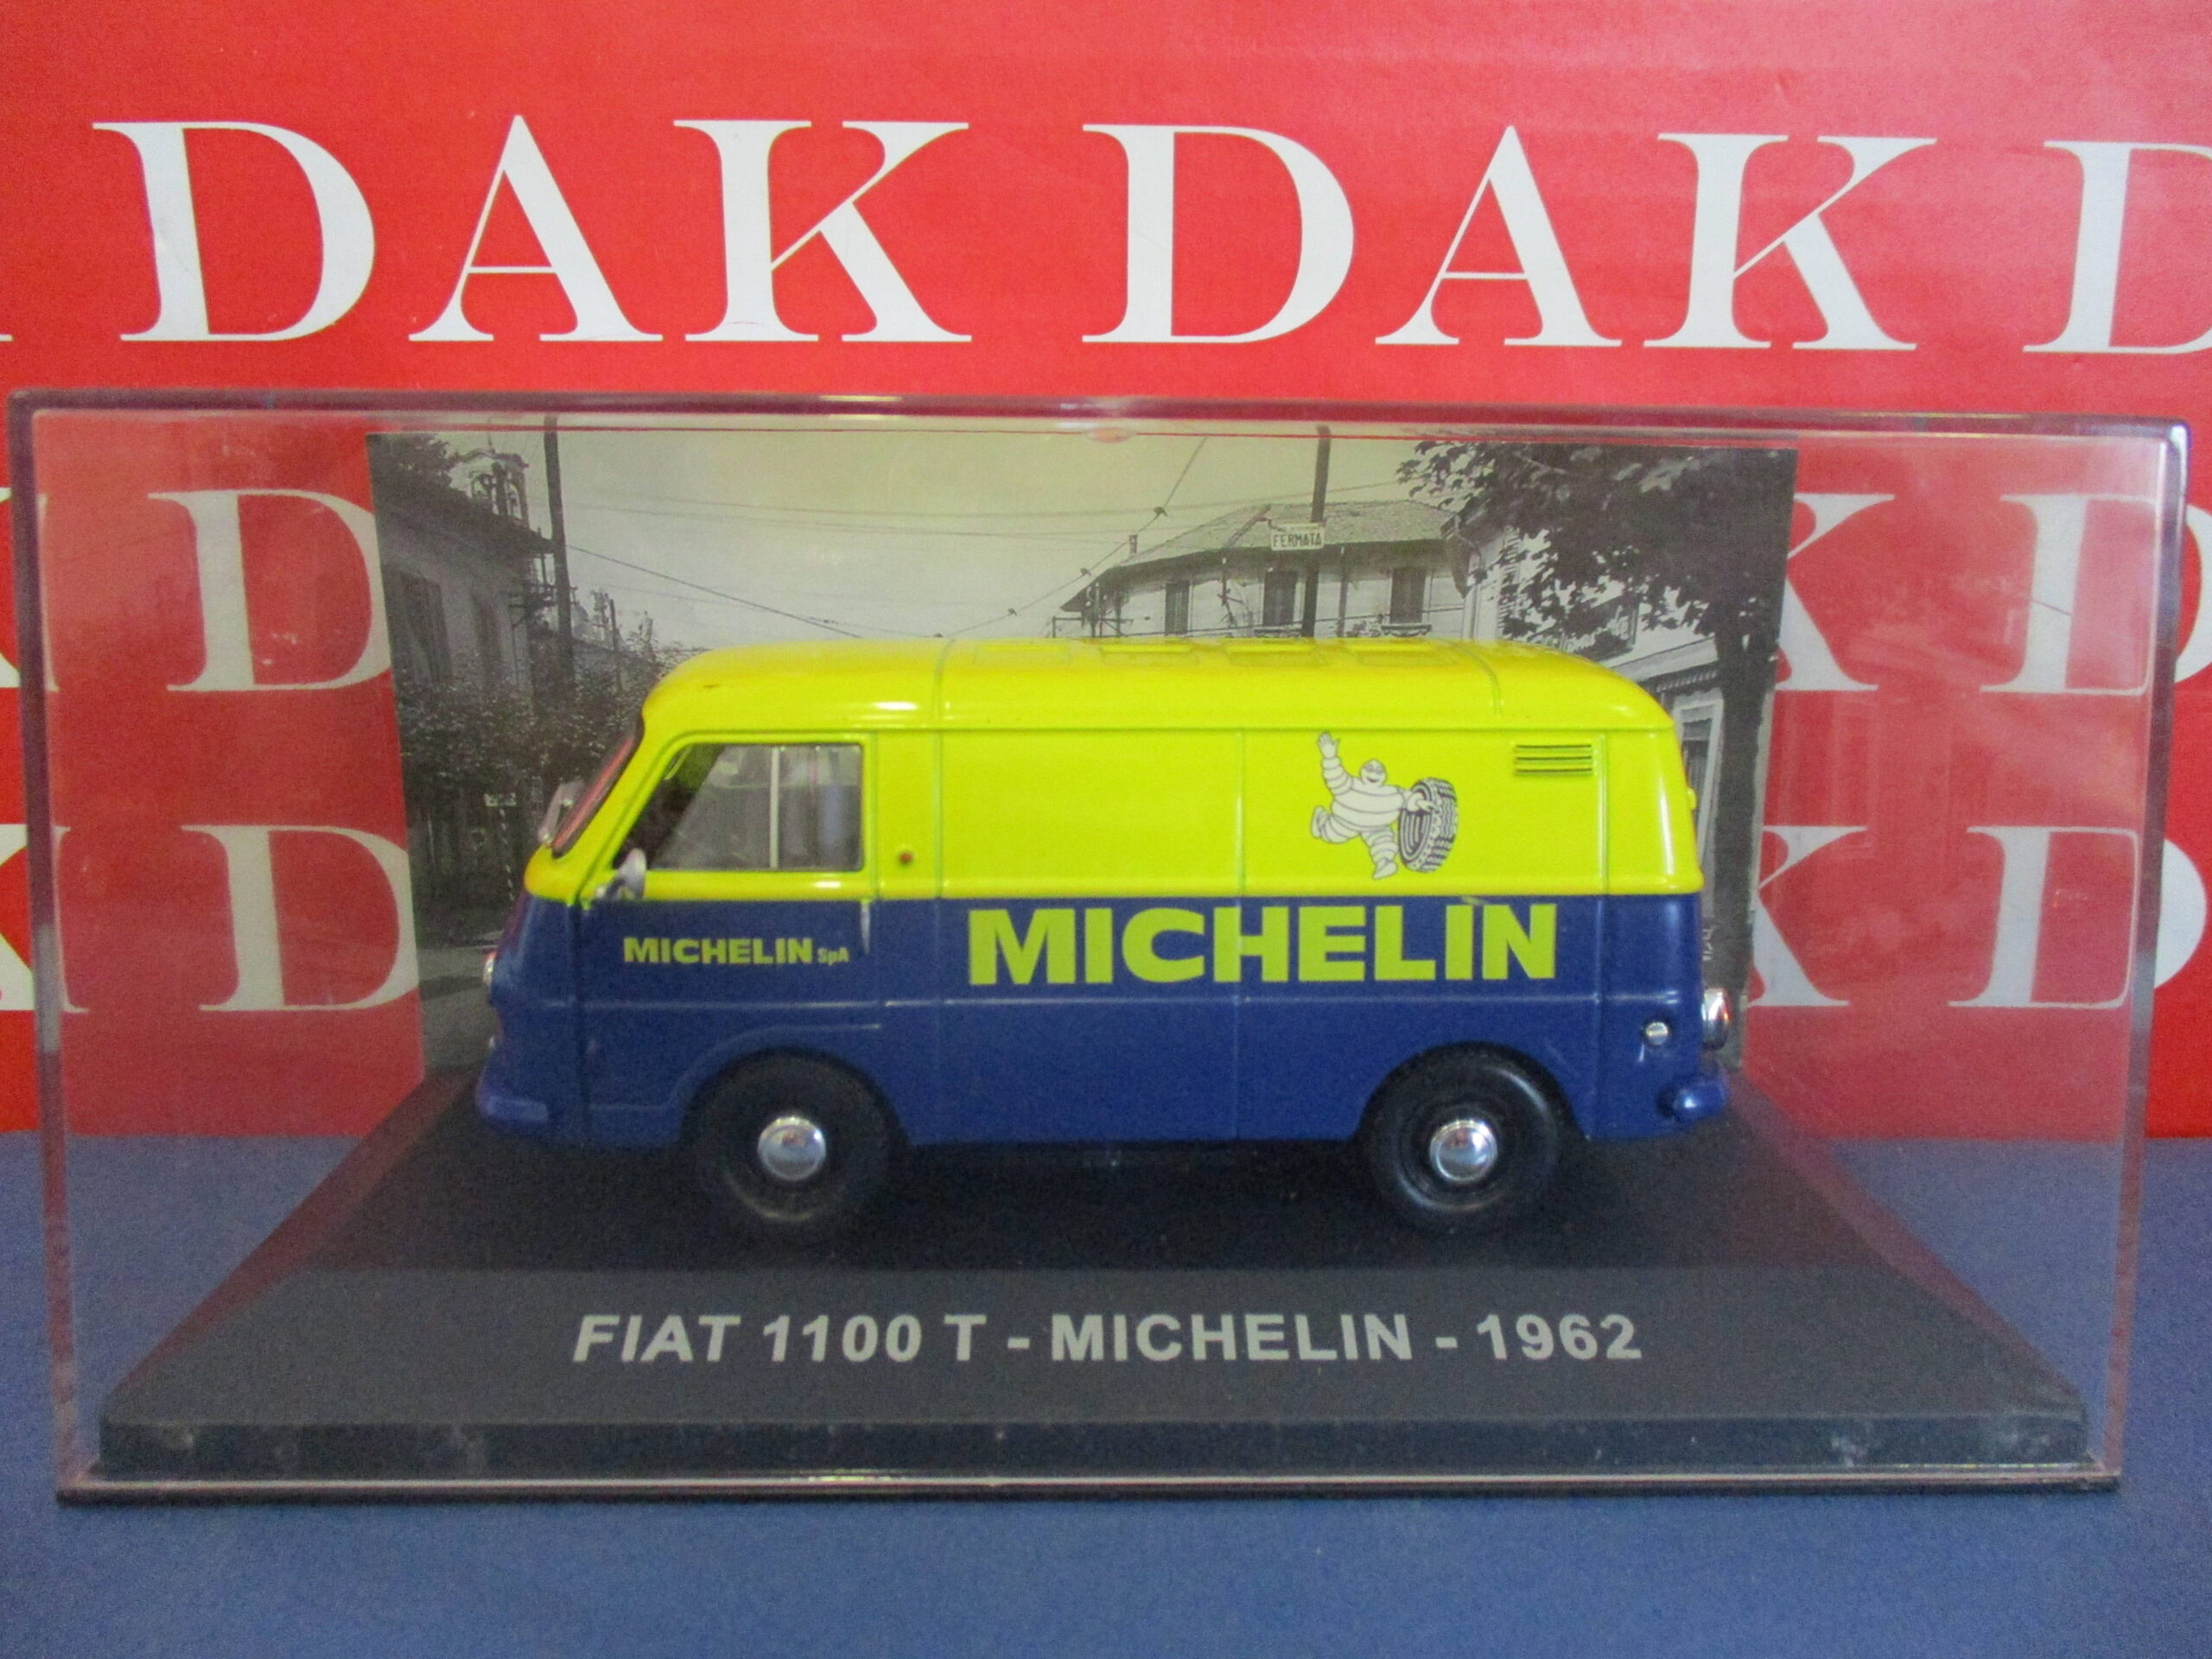 DAK DAK D
FERMATA
D K D
D K D
MICHELIN SpA
MICHELIN
FIAT 1100 T - MICHELIN - 1962